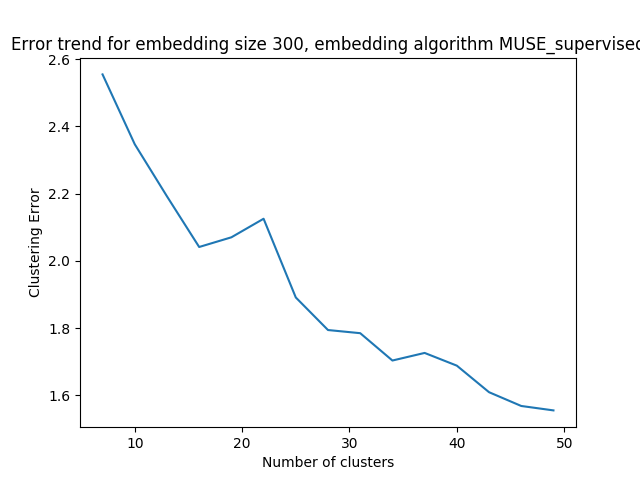 Error trend for embedding size 300, embedding algorithm MUSE_supervised
2.6
2.4
2.2
2.0
1.8
1.6
Clustering Error
10 20 30 40 50
Number of clusters